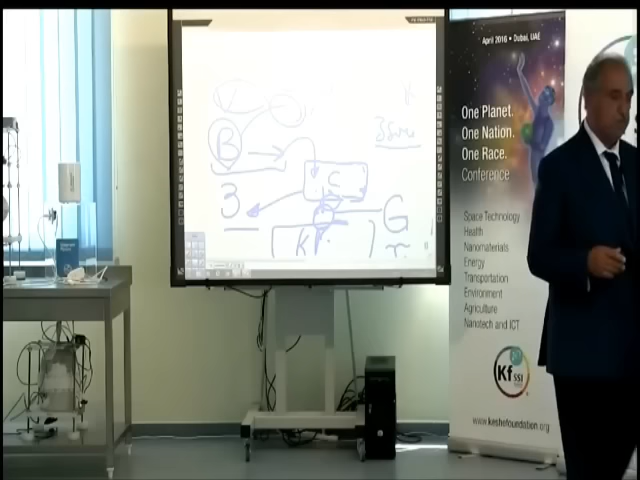 V
B
3
C
G
April 2016 • Dubai, UAE
One Planet.
One Nation.
One Race.
Conference
Space Technology
Health
Nanomaterials
Energy
Transportation
Environment
Agriculture
Nanotech and ICT
Kf SSI
www.keshefoundation.org